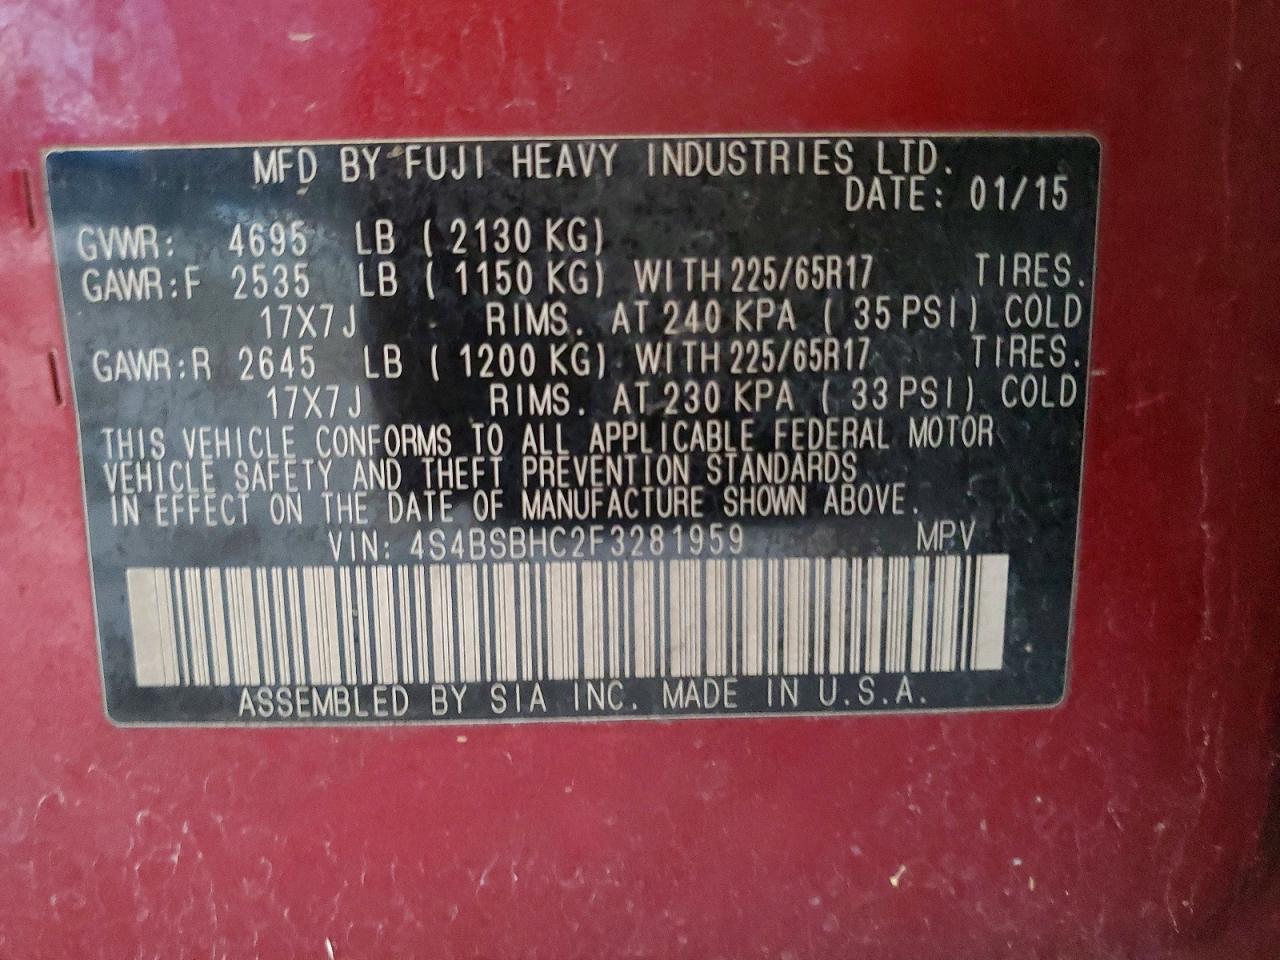 MFD BY FUJI HEAVY INDUSTRIES LTD.
DATE: 01/15
GVWR: 4695 LB ( 2130 KG)
GAWR:F 2535 LB ( 1150 KG) WITH 225/65R17 TIRES.
17X7J RIMS. AT 240 KPA ( 35 PSI) COLD
GAWR:R 2645 LB ( 1200 KG) WITH 225/65R17 TIRES.
17X7J RIMS. AT 230 KPA ( 33 PSI) COLD
THIS VEHICLE CONFORMS TO ALL APPLICABLE FEDERAL MOTOR
VEHICLE SAFETY AND THEFT PREVENTION STANDARDS
IN EFFECT ON THE DATE OF MANUFACTURE SHOWN ABOVE.
VIN: 4S4BSBHC2F3281959 MPV
ASSEMBLED BY SIA INC. MADE IN U.S.A.